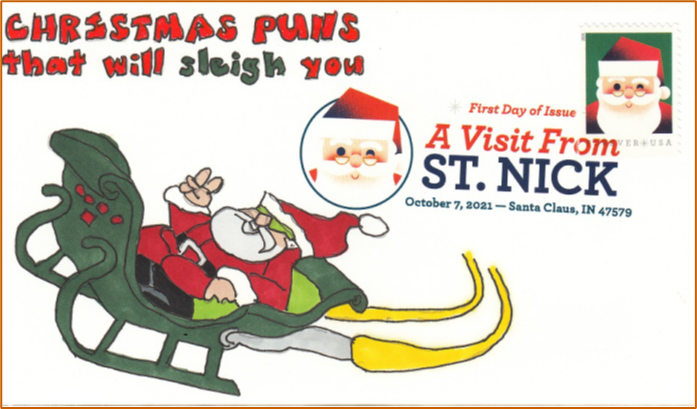 CHRISTMAS PUNS
that will sleigh you
First Day of Issue
A Visit From
USA
ST. NICK
October 7, 2021 — Santa Claus, IN 47579